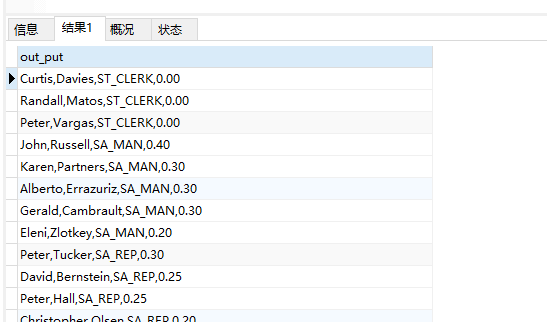 信息 结果1 概况 状态
out_put
Curtis,Davies,ST_CLERK,0.00
Randall,Matos,ST_CLERK,0.00
Peter,Vargas,ST_CLERK,0.00
John,Russell,SA_MAN,0.40
Karen,Partners,SA_MAN,0.30
Alberto,Errazuriz,SA_MAN,0.30
Gerald,Cambrault,SA_MAN,0.30
Eleni,Zlotkey,SA_MAN,0.20
Peter,Tucker,SA_REP,0.30
David,Bernstein,SA_REP,0.25
Peter,Hall,SA_REP,0.25
Christopher,Olsen,SA_REP,0.20